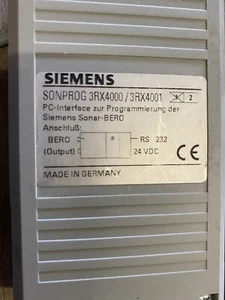 SIEMENS
SONPROG 3RX4000/3RX4001 2
PC-Interface zur Programmierung der
Siemens Sonar-BERO
Anschluß:
BERO * RS 232
(Output) 24 VDC CE
MADE IN GERMANY